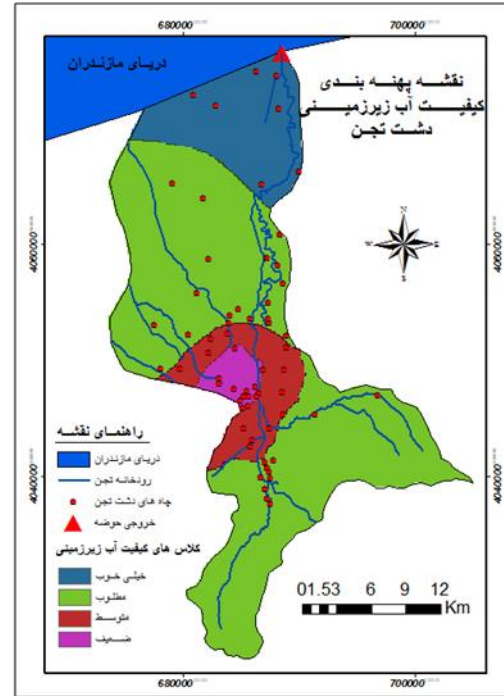 680000
700000
دریای مازندران
نقشه پهنه بندی
کیفیت آب زیرزمینی
دشت تجن
N
W
E
S
4060000
4060000
4040000
4040000
راهنمای نقشه
دریای مازندران
رودخانه تجن
چاه های دشت تجن
خروجی حوضه
کلاس های کیفیت آب زیرزمینی
خیلی خوب
مطلوب
متوسط
ضعیف
01.53 6 9 12
Km
680000
700000